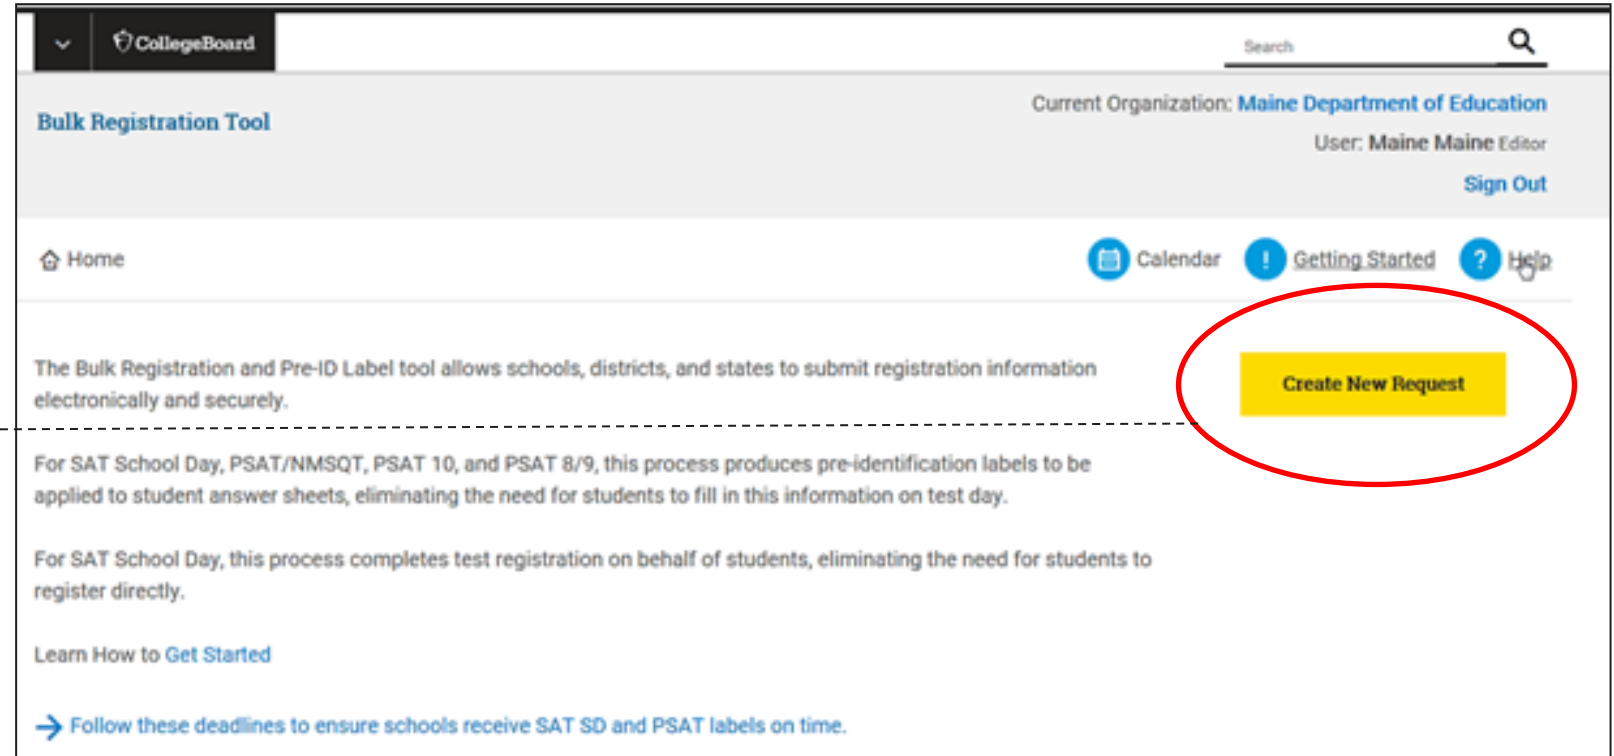 CollegeBoard
Search
Bulk Registration Tool
Current Organization: Maine Department of Education
User: Maine Maine Editor
Sign Out
Home
Calendar
! Getting Started
? Help
The Bulk Registration and Pre-ID Label tool allows schools, districts, and states to submit registration information
electronically and securely.
Create New Request
For SAT School Day, PSAT/NMSQT, PSAT 10, and PSAT 8/9, this process produces pre-identification labels to be
applied to student answer sheets, eliminating the need for students to fill in this information on test day.
For SAT School Day, this process completes test registration on behalf of students, eliminating the need for students to
register directly.
Learn How to Get Started
Follow these deadlines to ensure schools receive SAT SD and PSAT labels on time.